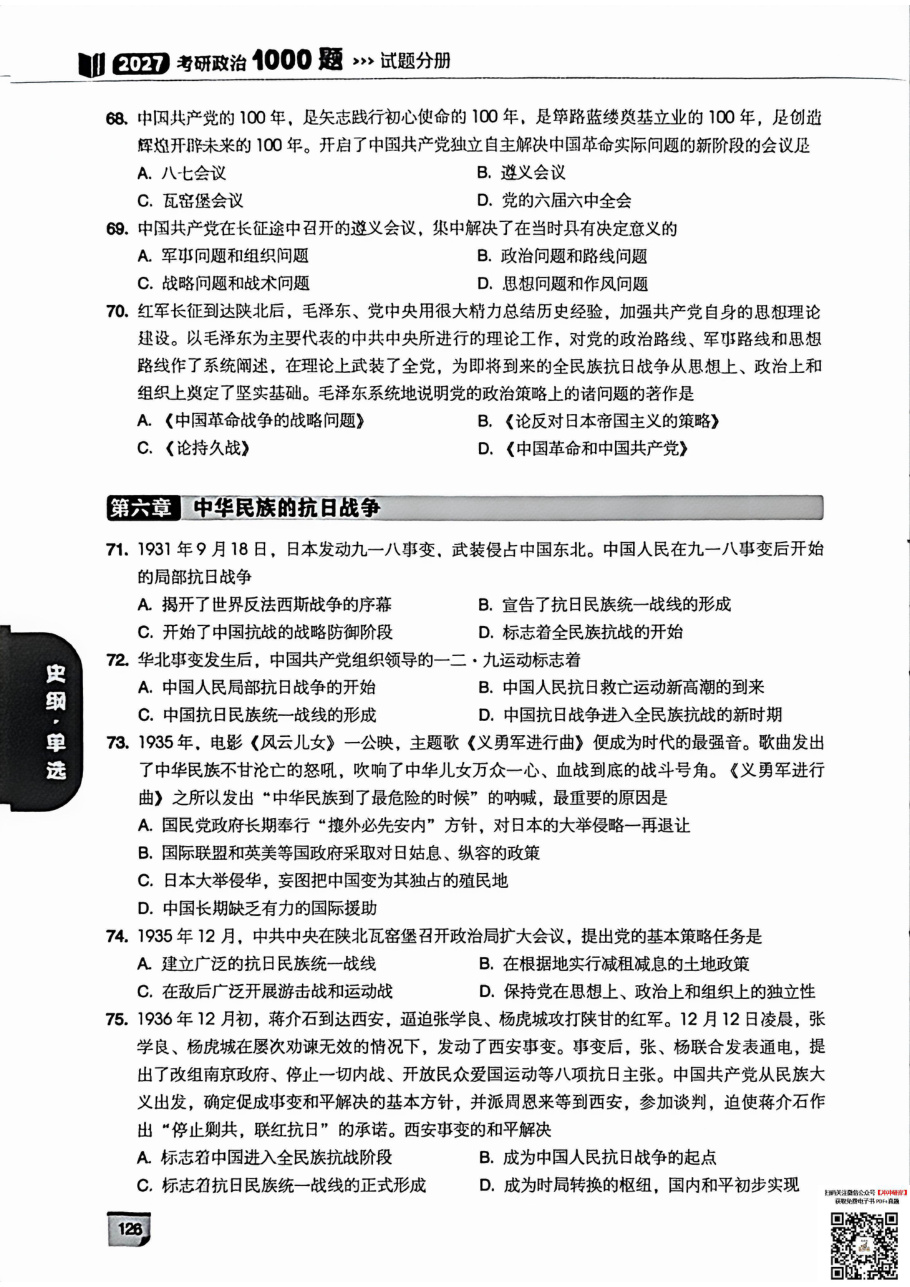 2027 考研政治1000题 >>> 试题分册
68. 中国共产党的100年，是矢志践行初心使命的100年，是筚路蓝缕奠基立业的100年，是创造
辉煌开辟未来的100年。开启了中国共产党独立自主解决中国革命实际问题的新阶段的会议是
A. 八七会议 B. 遵义会议
C. 瓦窑堡会议 D. 党的六届六中全会
69. 中国共产党在长征途中召开的遵义会议，集中解决了在当时具有决定意义的
A. 军事问题和组织问题 B. 政治问题和路线问题
C. 战略问题和战术问题 D. 思想问题和作风问题
70. 红军长征到达陕北后，毛泽东、党中央用很大精力总结历史经验，加强共产党自身的思想理论
建设。以毛泽东为主要代表的中共中央所进行的理论工作，对党的政治路线、军事路线和思想
路线作了系统阐述，在理论上武装了全党，为即将到来的全民族抗日战争从思想上、政治上和
组织上奠定了坚实基础。毛泽东系统地说明党的政治策略上的诸问题的著作是
A.《中国革命战争的战略问题》 B.《论反对日本帝国主义的策略》
C.《论持久战》 D.《中国革命和中国共产党》
第六章 中华民族的抗日战争
71. 1931年9月18日，日本发动九一八事变，武装侵占中国东北。中国人民在九一八事变后开始
的局部抗日战争
A. 揭开了世界反法西斯战争的序幕 B. 宣告了抗日民族统一战线的形成
C. 开始了中国抗战的战略防御阶段 D. 标志着全民族抗战的开始
72. 华北事变发生后，中国共产党组织领导的一二·九运动标志着
A. 中国人民局部抗日战争的开始 B. 中国人民抗日救亡运动新高潮的到来
C. 中国抗日民族统一战线的形成 D. 中国抗日战争进入全民族抗战的新时期
73. 1935年，电影《风云儿女》一公映，主题歌《义勇军进行曲》便成为时代的最强音。歌曲发出
了中华民族不甘沦亡的怒吼，吹响了中华儿女万众一心、血战到底的战斗号角。《义勇军进行
曲》之所以发出“中华民族到了最危险的时候”的呐喊，最重要的原因是
A. 国民党政府长期奉行“攘外必先安内”方针，对日本的大举侵略一再退让
B. 国际联盟和英美等国政府采取对日姑息、纵容的政策
C. 日本大举侵华，妄图把中国变为其独占的殖民地
D. 中国长期缺乏有力的国际援助
74. 1935年12月，中共中央在陕北瓦窑堡召开政治局扩大会议，提出党的基本策略任务是
A. 建立广泛的抗日民族统一战线 B. 在根据地实行减租减息的土地政策
C. 在敌后广泛开展游击战和运动战 D. 保持党在思想上、政治上和组织上的独立性
75. 1936年12月初，蒋介石到达西安，逼迫张学良、杨虎城攻打陕甘的红军。12月12日凌晨，张
学良、杨虎城在屡次劝谏无效的情况下，发动了西安事变。事变后，张、杨联合发表通电，提
出了改组南京政府、停止一切内战、开放民众爱国运动等八项抗日主张。中国共产党从民族大
义出发，确定促成事变和平解决的基本方针，并派周恩来等到西安，参加谈判，迫使蒋介石作
出“停止剿共，联红抗日”的承诺。西安事变的和平解决
A. 标志着中国进入全民族抗战阶段 B. 成为中国人民抗日战争的起点
C. 标志着抗日民族统一战线的正式形成 D. 成为时局转换的枢纽，国内和平初步实现
史纲·单选
126
扫码关注微信公众号【冲冲研友】
获取免费电子书PDF+真题